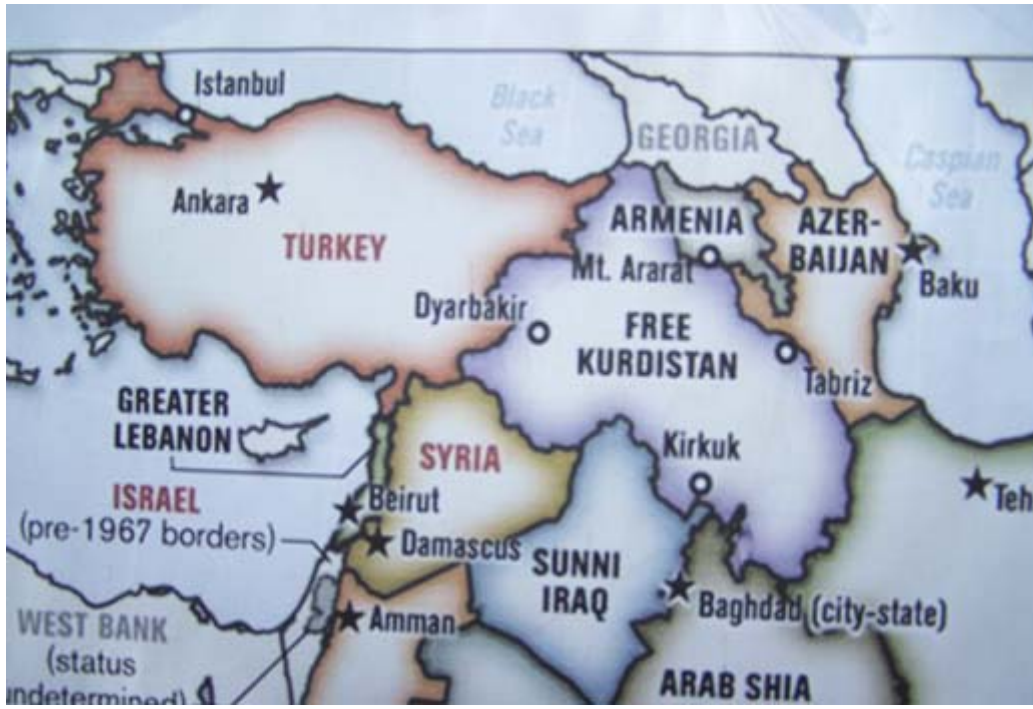 Istanbul
Black
Sea
GEORGIA
Caspian
Sea
Ankara
TURKEY
ARMENIA
AZER-
BAIJAN
Mt. Ararat
Baku
Dyarbakir
FREE
KURDISTAN
Tabriz
GREATER
LEBANON
SYRIA
Kirkuk
ISRAEL
(pre-1967 borders)
Beirut
Damascus
Teh
SUNNI
IRAQ
Baghdad (city-state)
WEST BANK
(status
undetermined)
Amman
ARAB SHIA